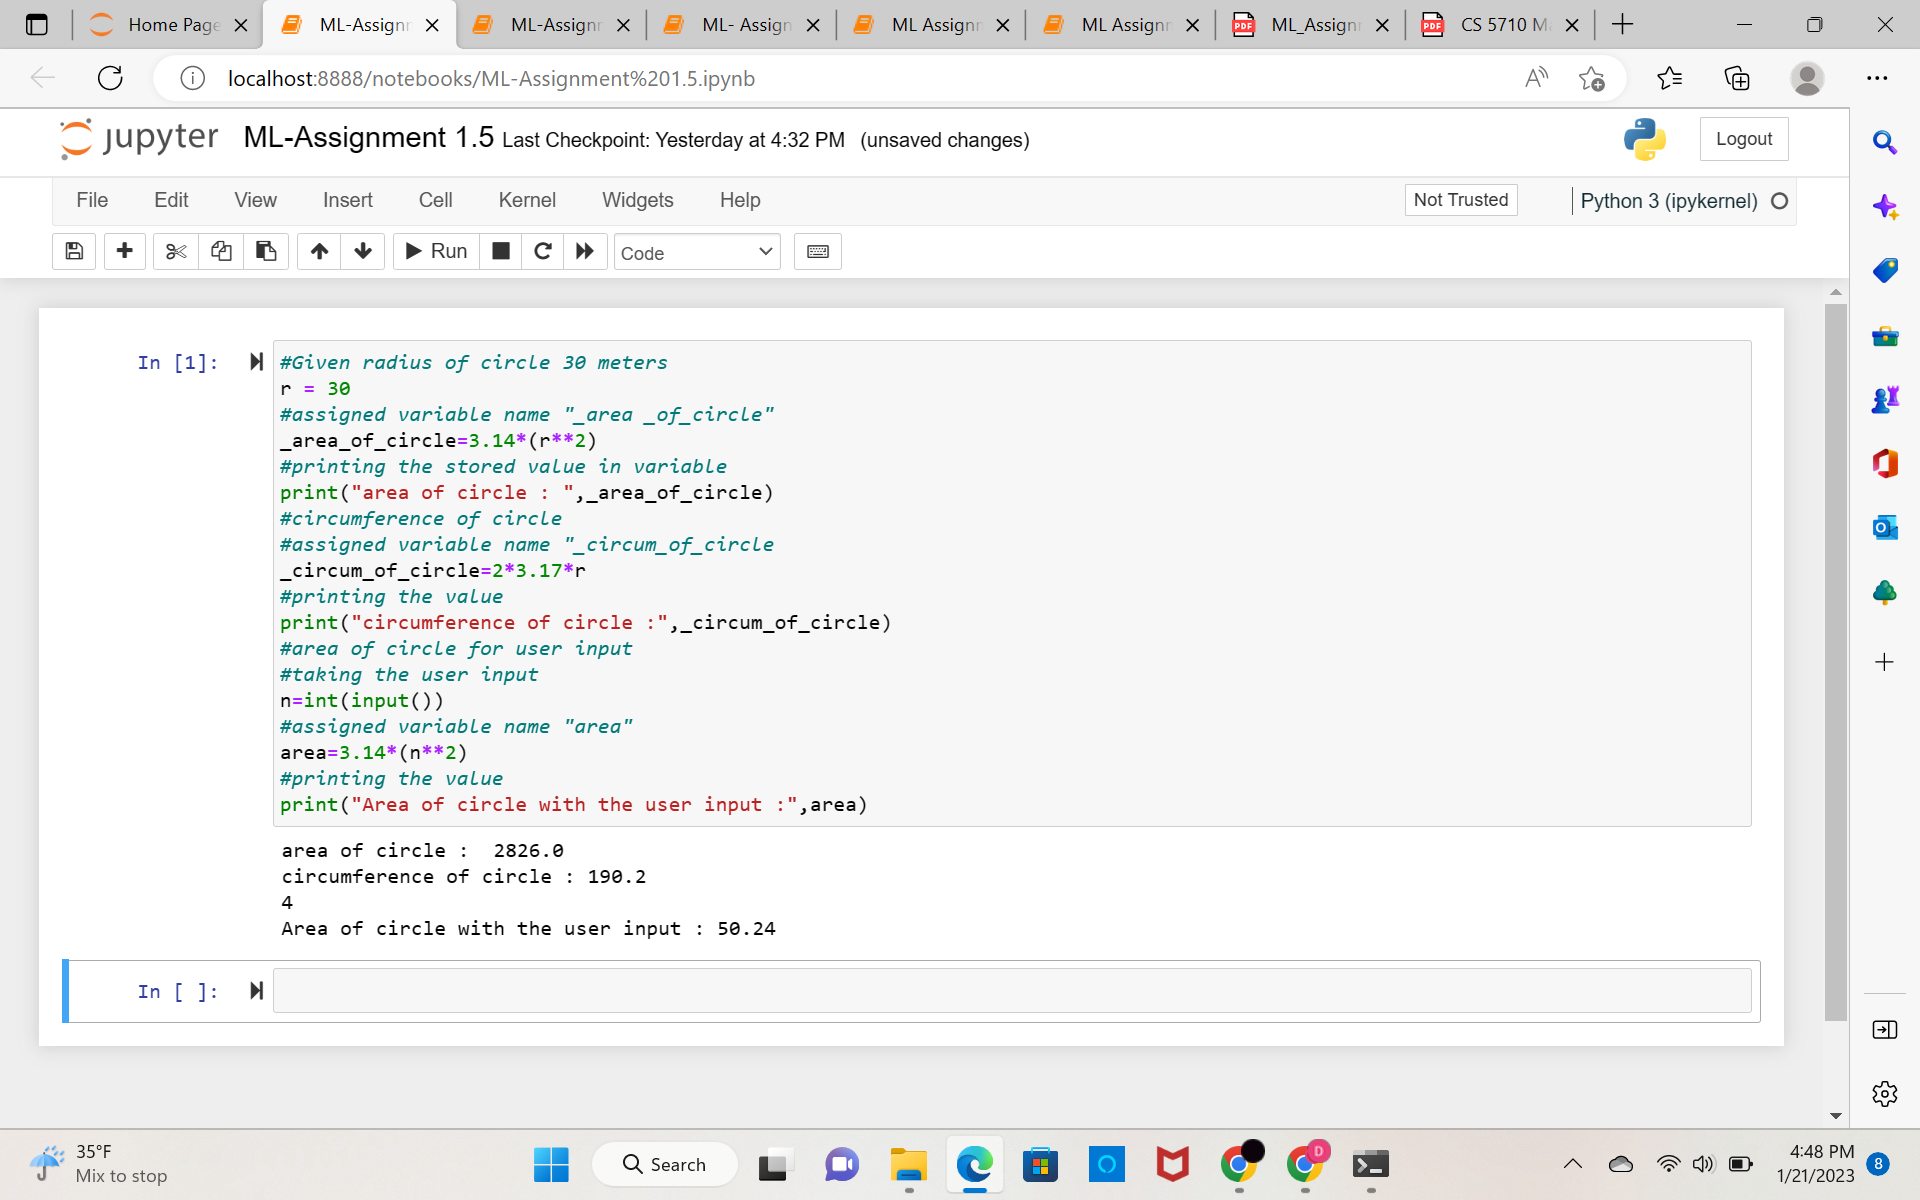 Home Page
ML-Assignm
ML-Assignm
ML- Assign
ML Assignm
ML Assignm
ML_Assignm
CS 5710 M
localhost:8888/notebooks/ML-Assignment%201.5.ipynb
jupyter ML-Assignment 1.5 Last Checkpoint: Yesterday at 4:32 PM (unsaved changes)
Logout
File Edit View Insert Cell Kernel Widgets Help
Not Trusted
Python 3 (ipykernel)
Run
Code
In [1]:
#Given radius of circle 30 meters
r = 30
#assigned variable name "_area _of_circle"
_area_of_circle=3.14*(r**2)
#printing the stored value in variable
print("area of circle : ",_area_of_circle)
#circumference of circle
#assigned variable name "_circum_of_circle
_circum_of_circle=2*3.17*r
#printing the value
print("circumference of circle :",_circum_of_circle)
#area of circle for user input
#taking the user input
n=int(input())
#assigned variable name "area"
area=3.14*(n**2)
#printing the value
print("Area of circle with the user input :",area)
area of circle :  2826.0
circumference of circle : 190.2
4
Area of circle with the user input : 50.24
In [ ]:
35°F
Mix to stop
Search
D
4:48 PM
1/21/2023
8